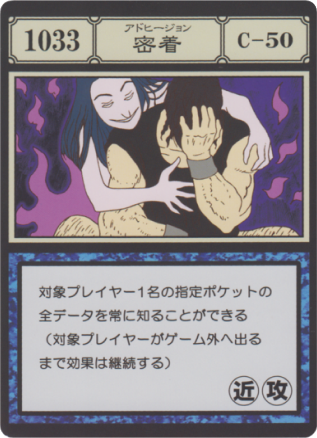 1033
アドヒージョン
密着
C-50
対象プレイヤー1名の指定ポケットの
全データを常に知ることができる
(対象プレイヤーがゲーム外へ出る
まで効果は継続する)
近 攻